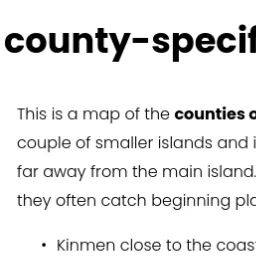 county-specif
This is a map of the counties o
couple of smaller islands and i
far away from the main island.
they often catch beginning pla
• Kinmen close to the coas